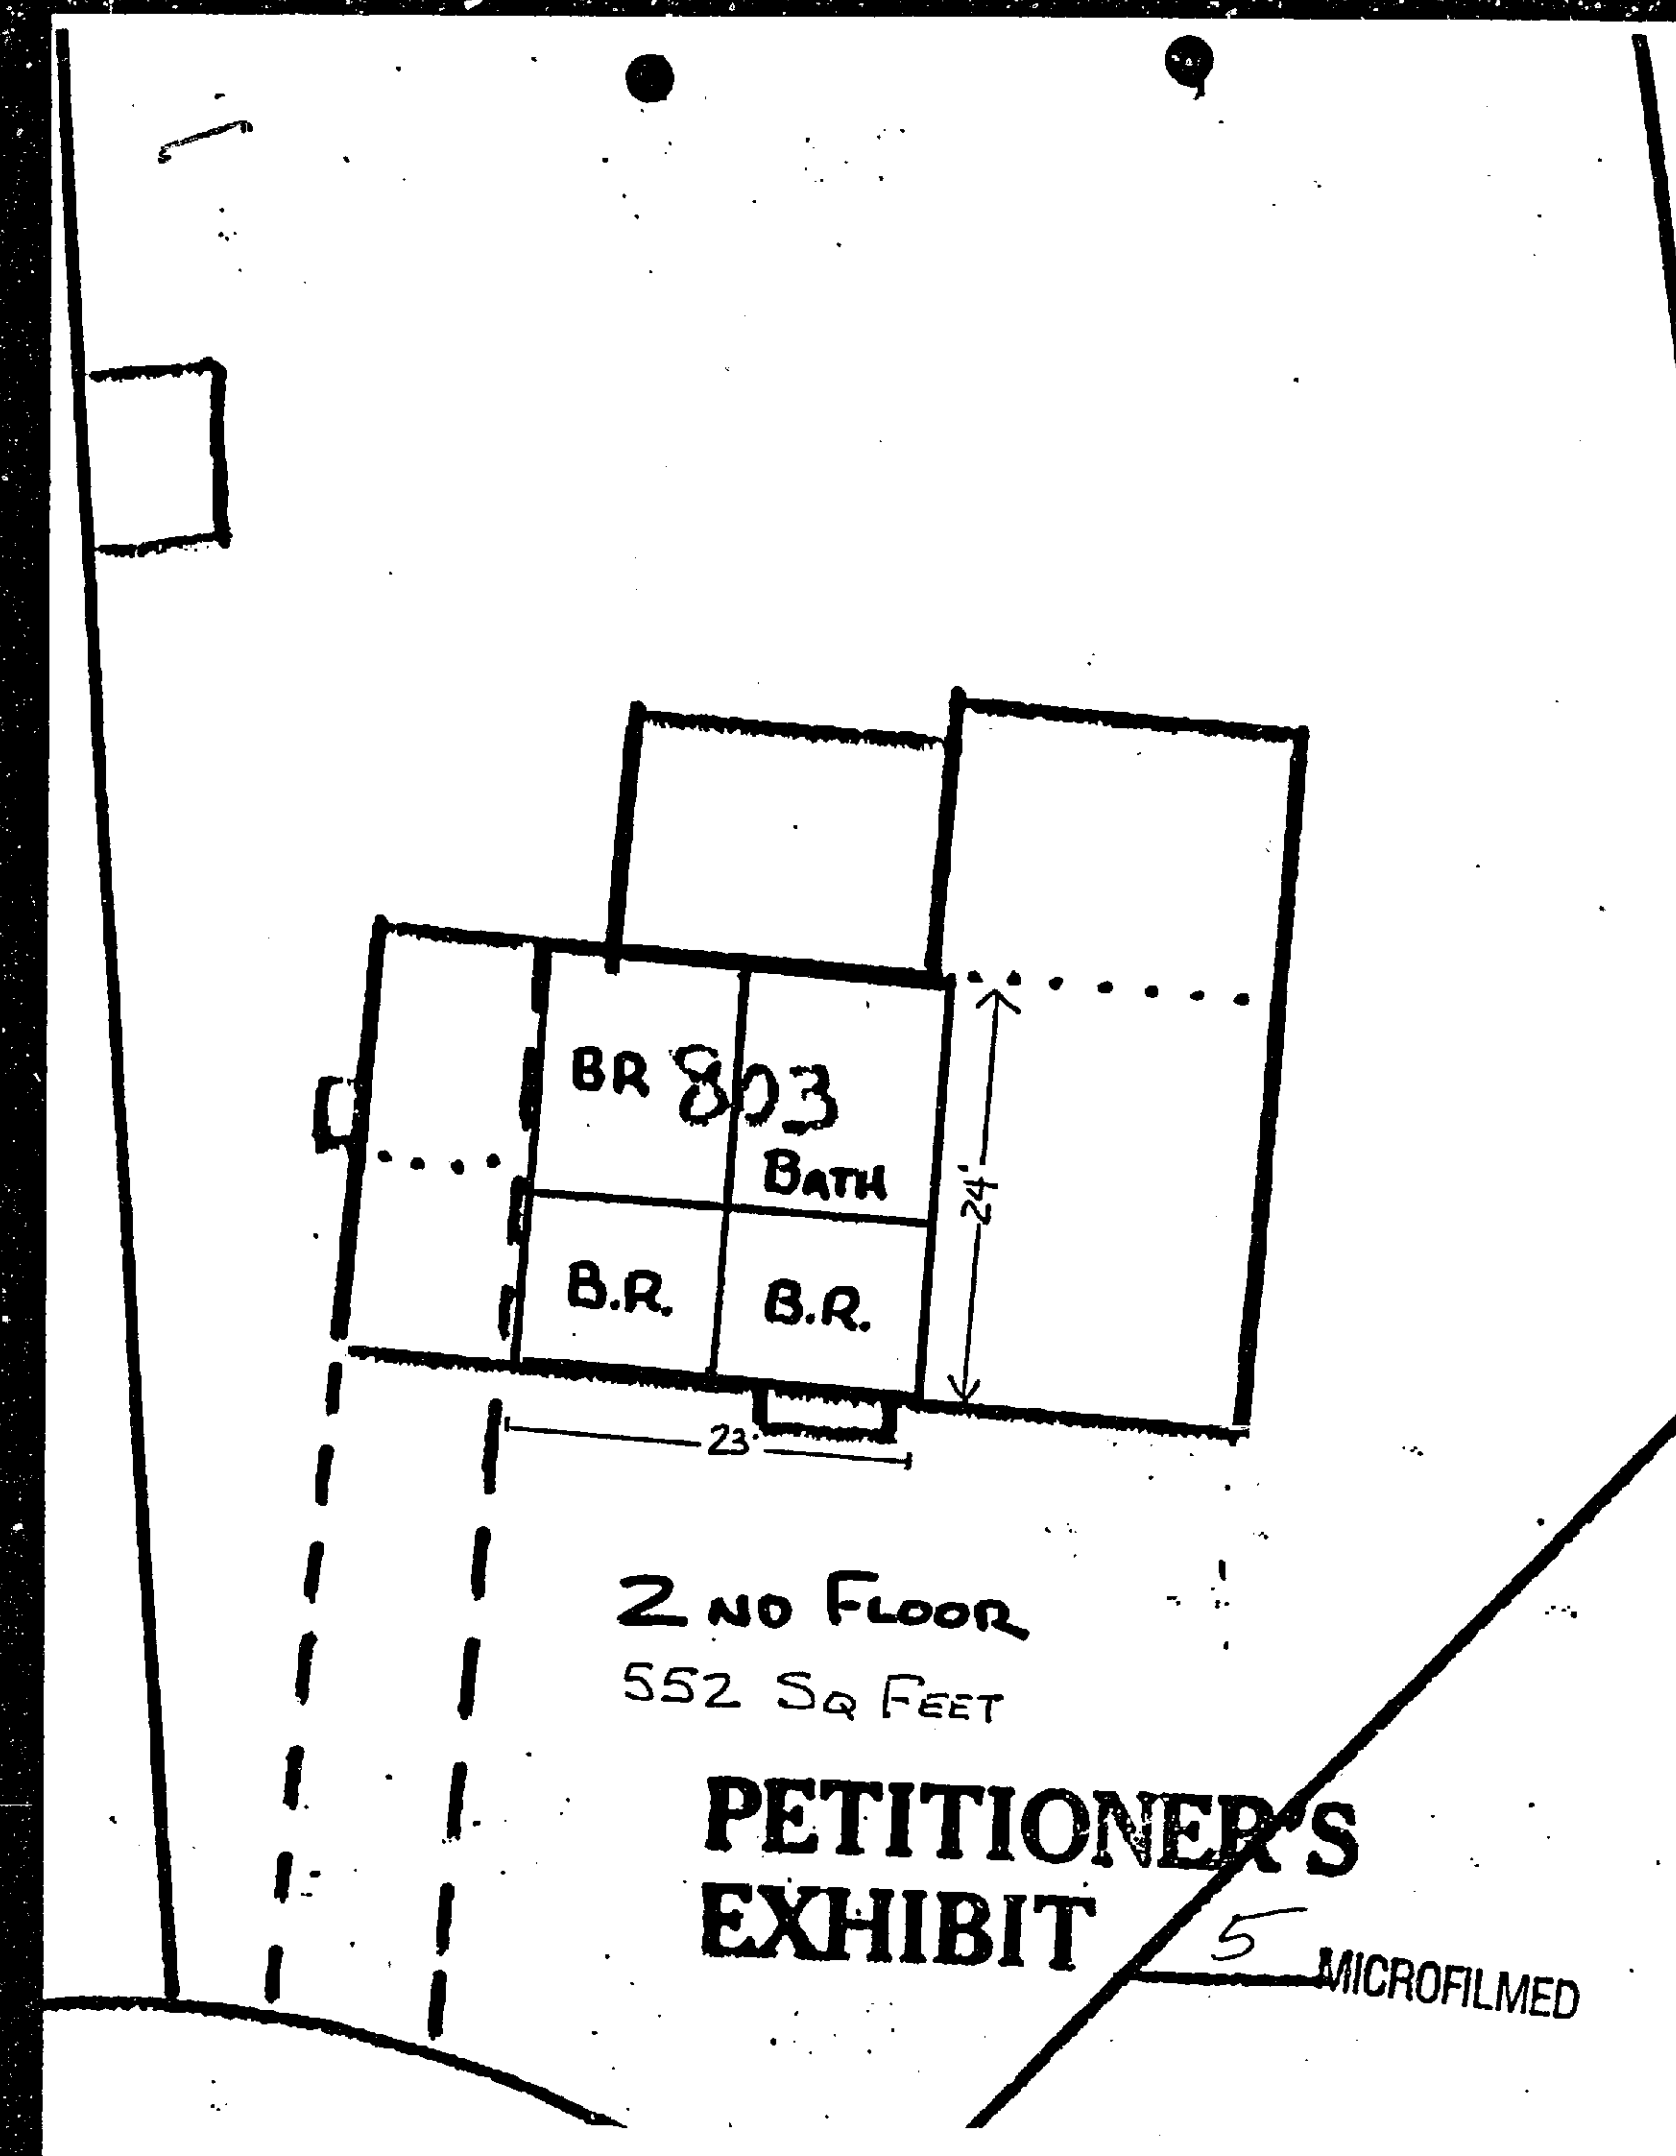 BR 803
BATH
24'
B.R. B.R.
23'
2ND FLOOR
552 SQ FEET
PETITIONER'S
EXHIBIT 5
MICROFILMED